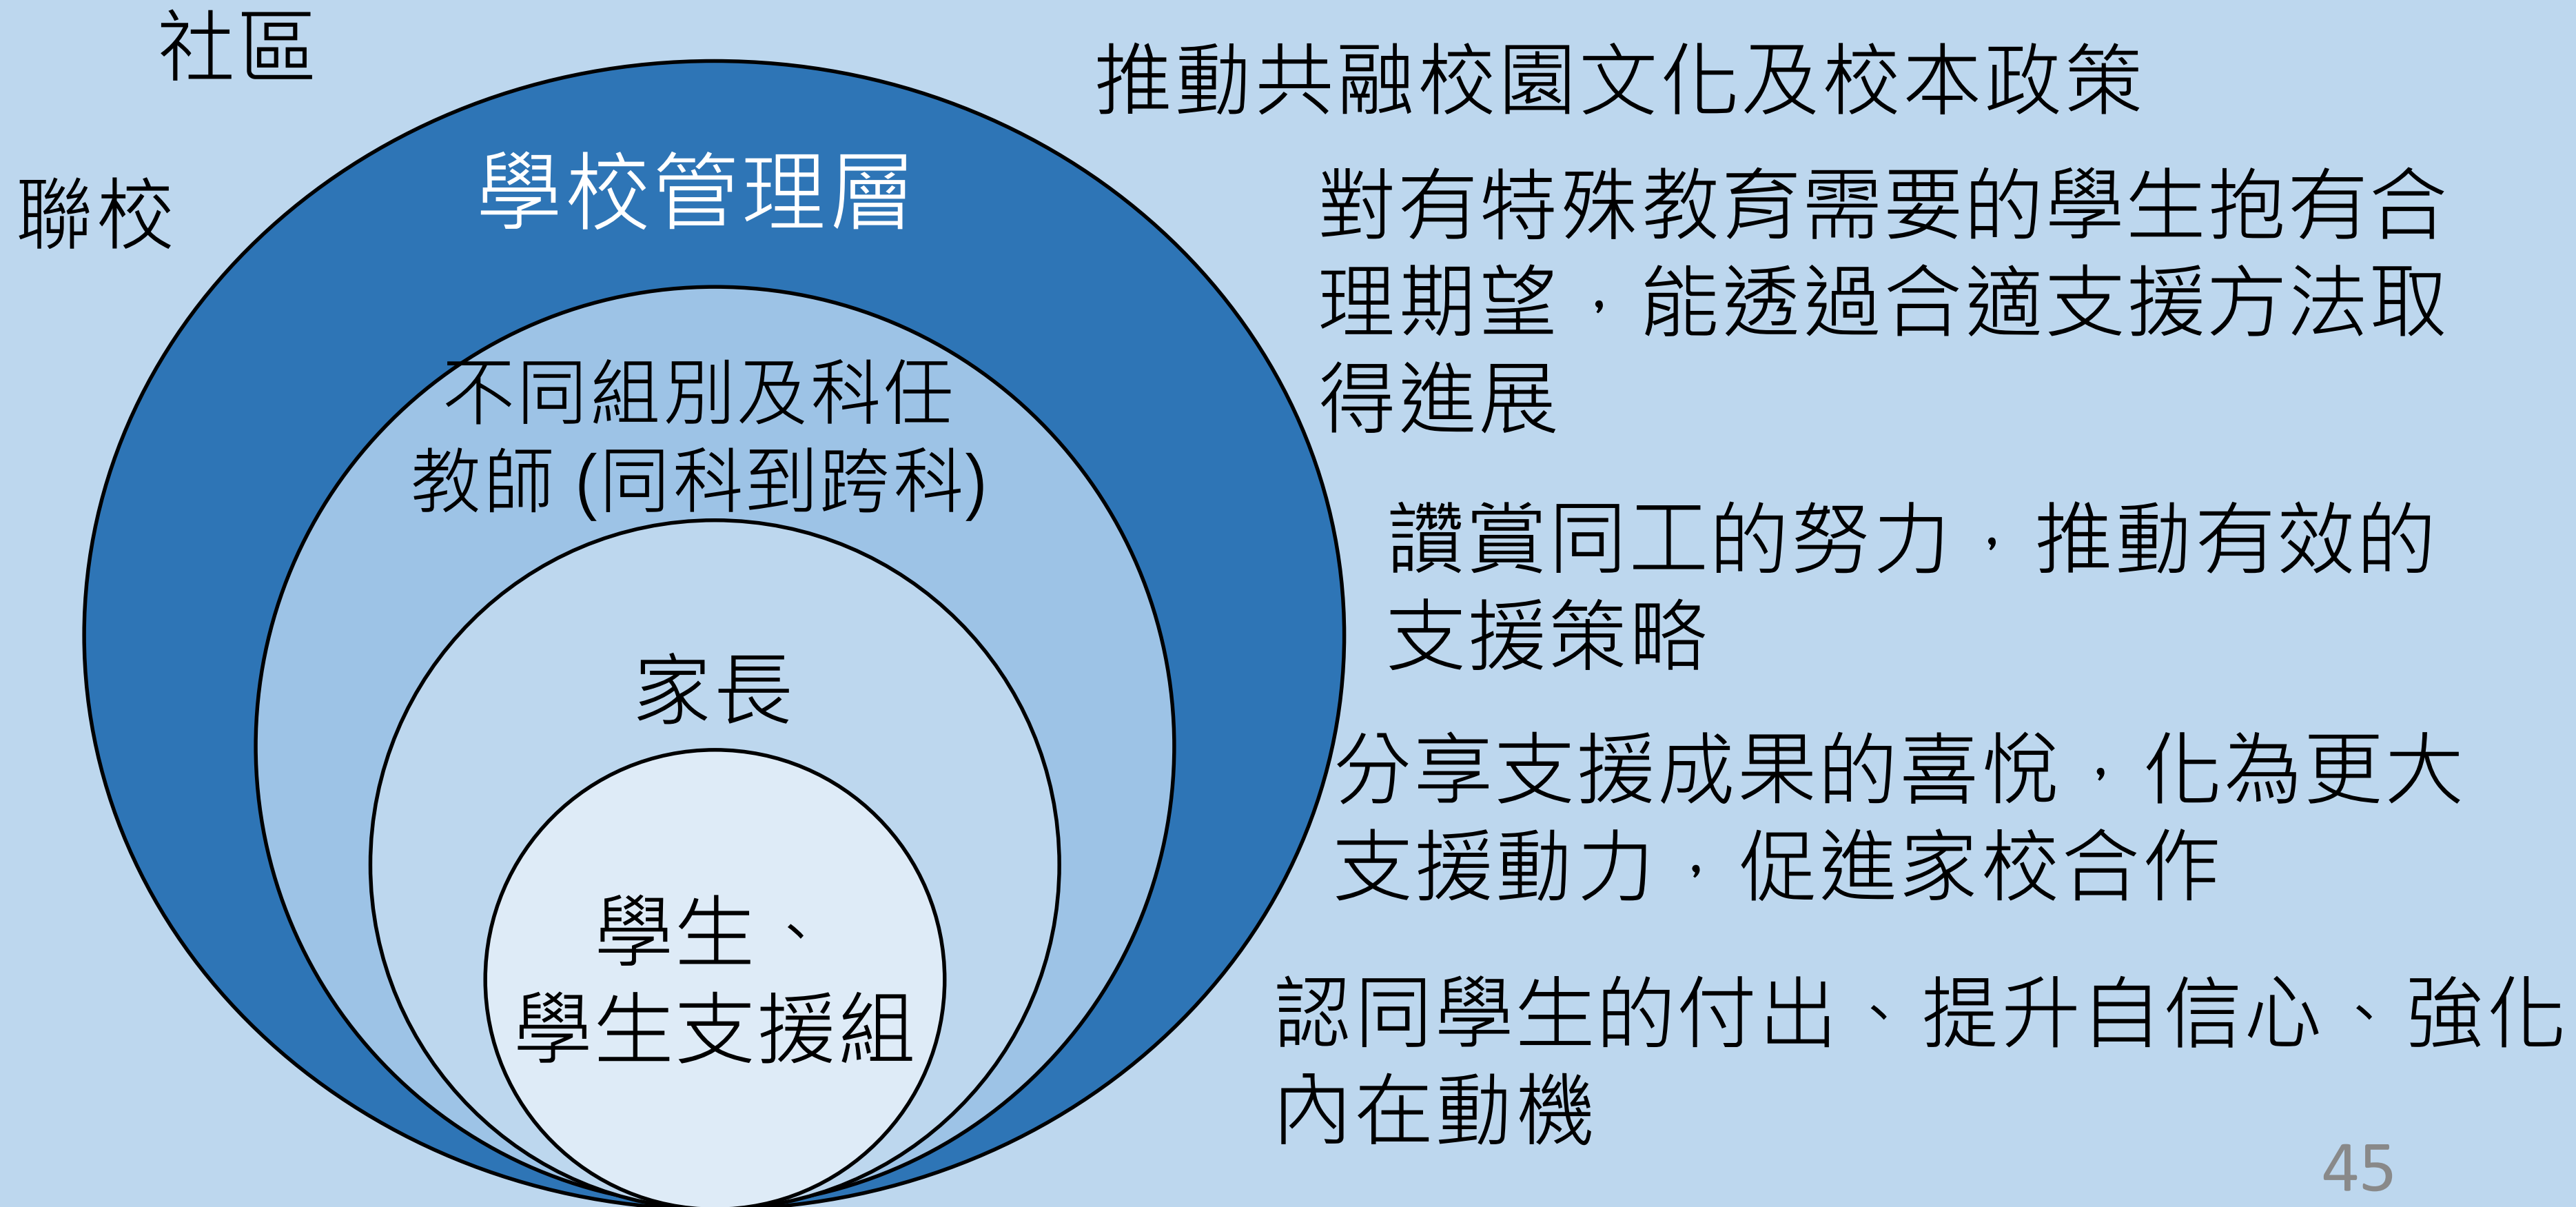 社區
聯校
學校管理層
不同組別及科任
教師 (同科到跨科)
家長
學生、
學生支援組
推動共融校園文化及校本政策
對有特殊教育需要的學生抱有合
理期望，能透過合適支援方法取
得進展
讚賞同工的努力，推動有效的
支援策略
分享支援成果的喜悅，化為更大
支援動力，促進家校合作
認同學生的付出、提升自信心、強化
內在動機
45